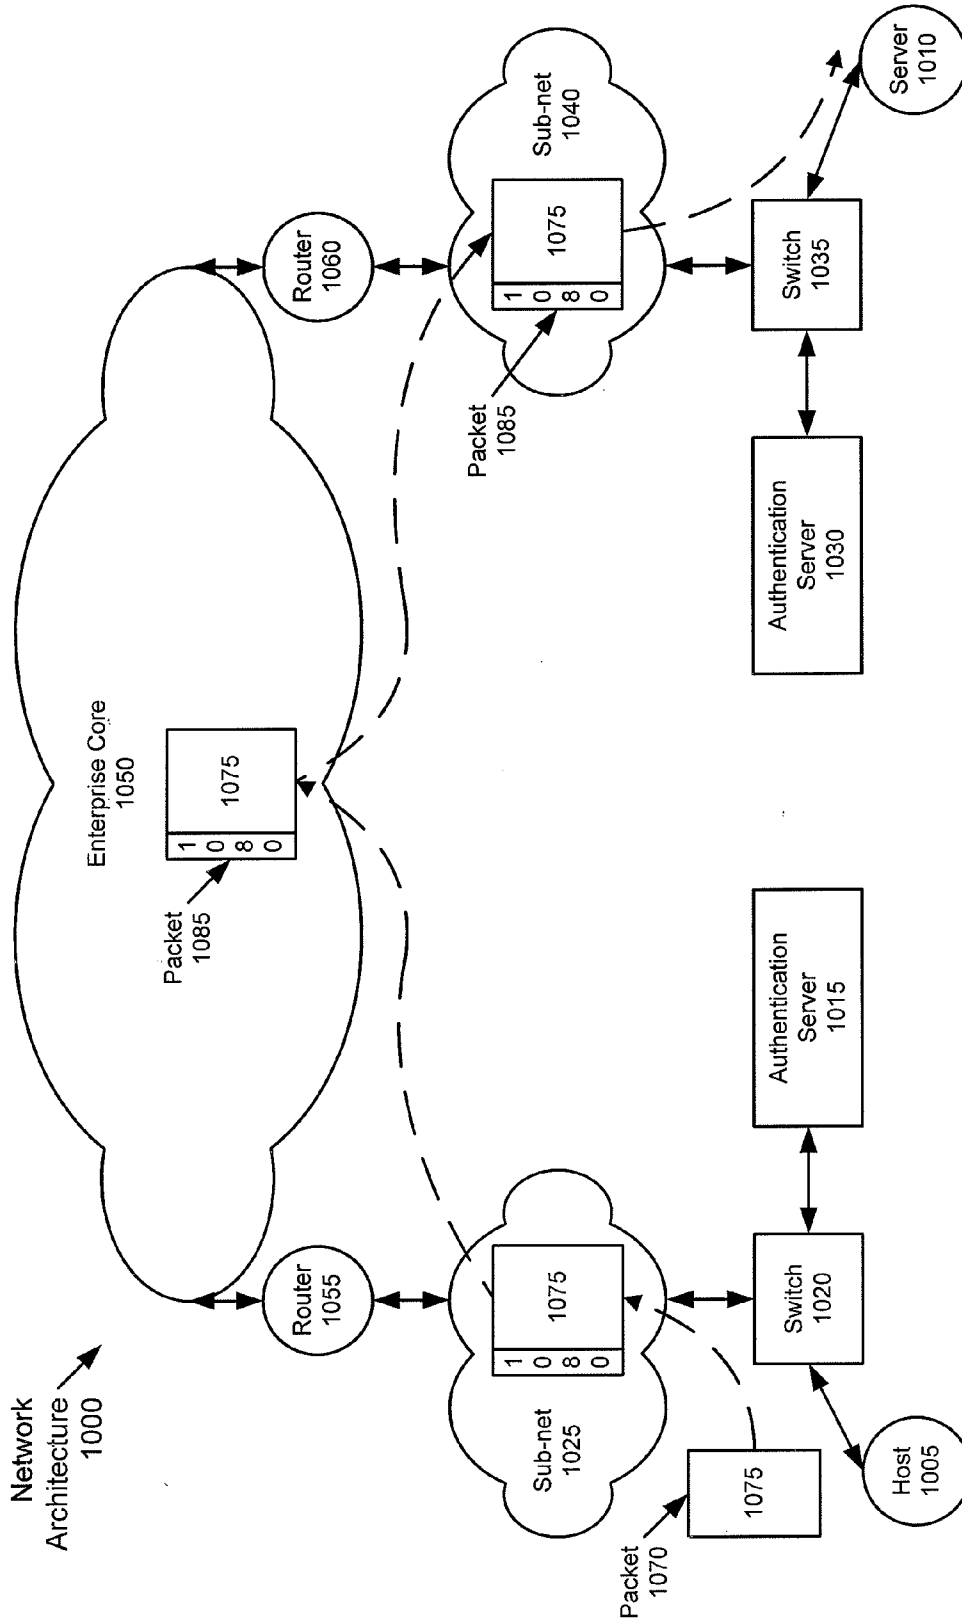 Network
Architecture
1000
Enterprise Core
1050
Packet
1085
1
0
8
0
1075
Router
1055
Router
1060
Sub-net
1025
1
0
8
0
1075
Packet
1085
1
0
8
0
1075
Sub-net
1040
Packet
1070
1075
Host
1005
Switch
1020
Authentication
Server
1015
Authentication
Server
1030
Switch
1035
Server
1010